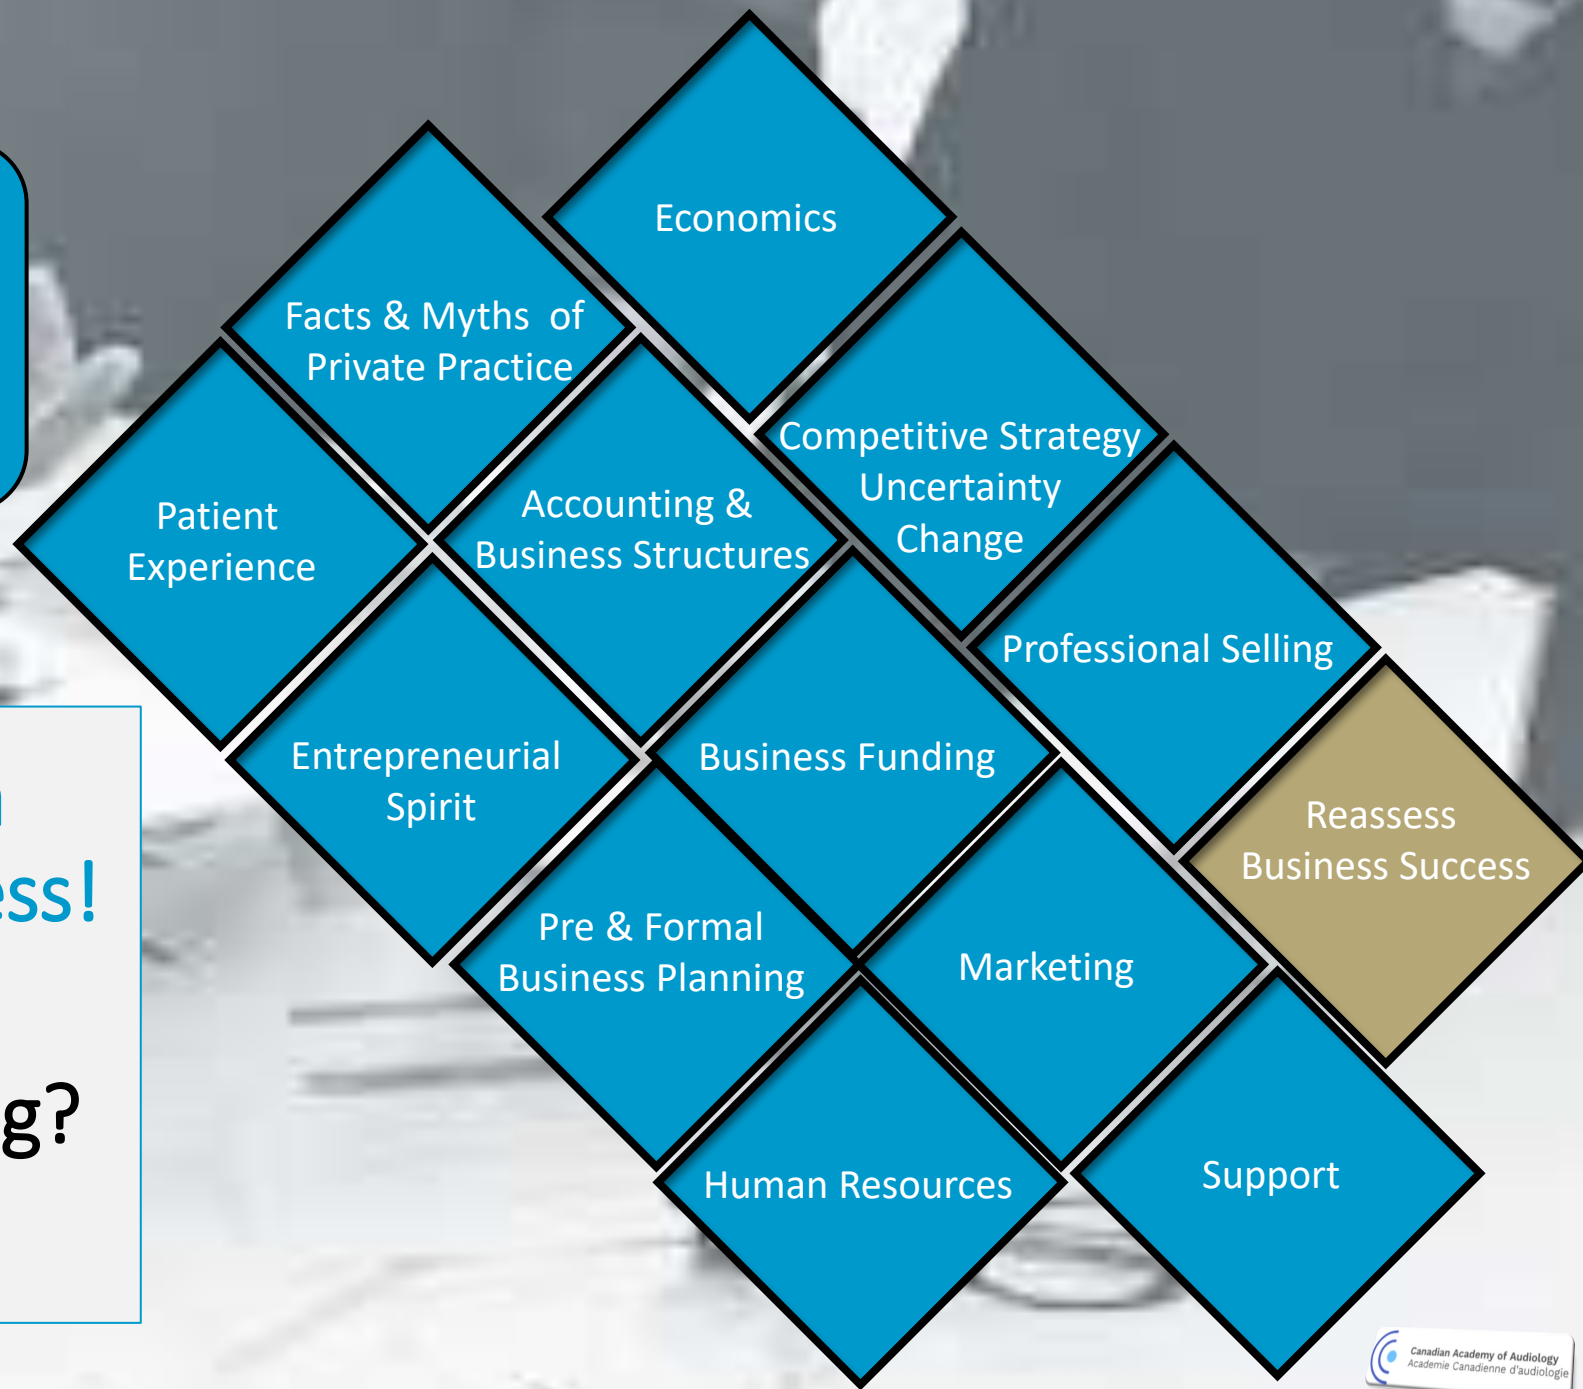 Economics
Facts & Myths of
Private Practice
Competitive Strategy
Uncertainty
Change
Patient
Experience
Accounting &
Business Structures
Professional Selling
Entrepreneurial
Spirit
Business Funding
Reassess
Business Success
Pre & Formal
Business Planning
Marketing
Human Resources
Support
ess!
g?
Canadian Academy of Audiology
Academie Canadienne d'audiologie